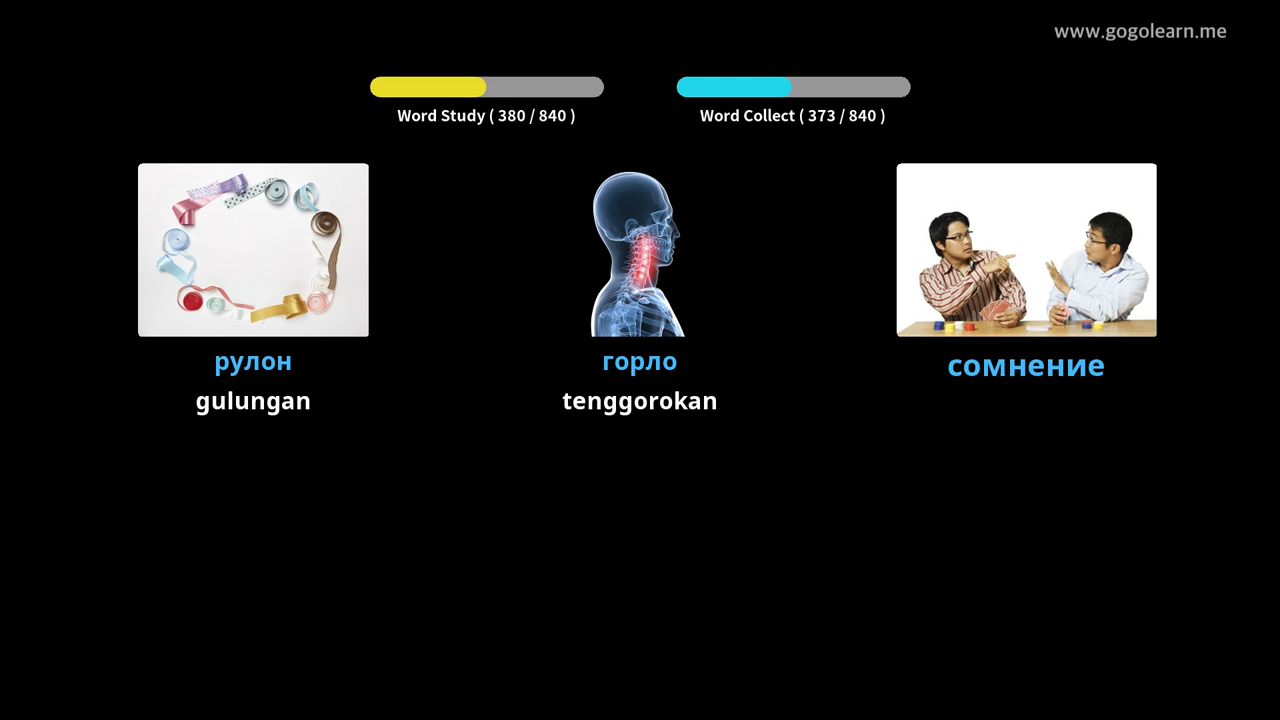 www.gogolearn.me
Word Study ( 380 / 840 )
Word Collect ( 373 / 840 )
рулон
gulungan
горло
tenggorokan
сомнение